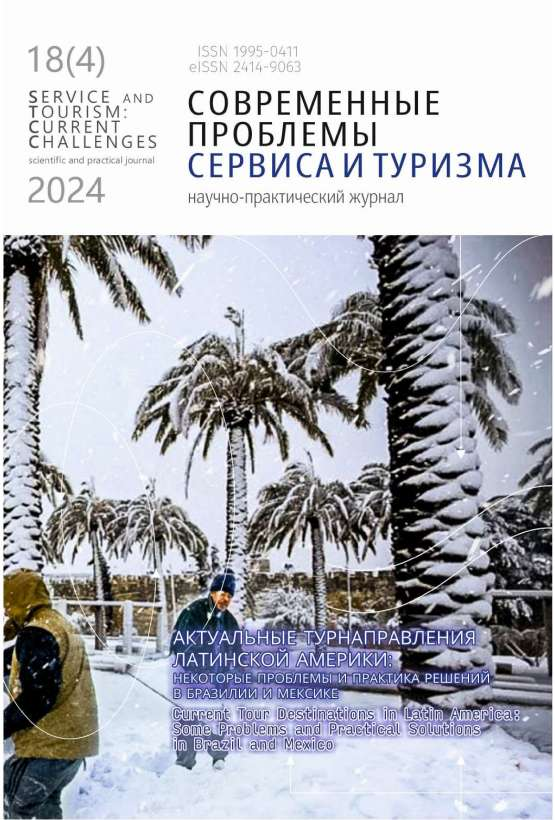 18(4)
ISSN 1995-0411
eISSN 2414-9063
SERVICE AND
TOURISM:
CURRENT
CHALLENGES
scientific and practical journal
2024
СОВРЕМЕННЫЕ
ПРОБЛЕМЫ
СЕРВИСА И ТУРИЗМА
научно-практический журнал
АКТУАЛЬНЫЕ ТУРНАПРАВЛЕНИЯ
ЛАТИНСКОЙ АМЕРИКИ:
НЕКОТОРЫЕ ПРОБЛЕМЫ И ПРАКТИКА РЕШЕНИЙ
В БРАЗИЛИИ И МЕКСИКЕ
Current Tour Destinations in Latin America:
Some Problems and Practical Solutions
in Brazil and Mexico